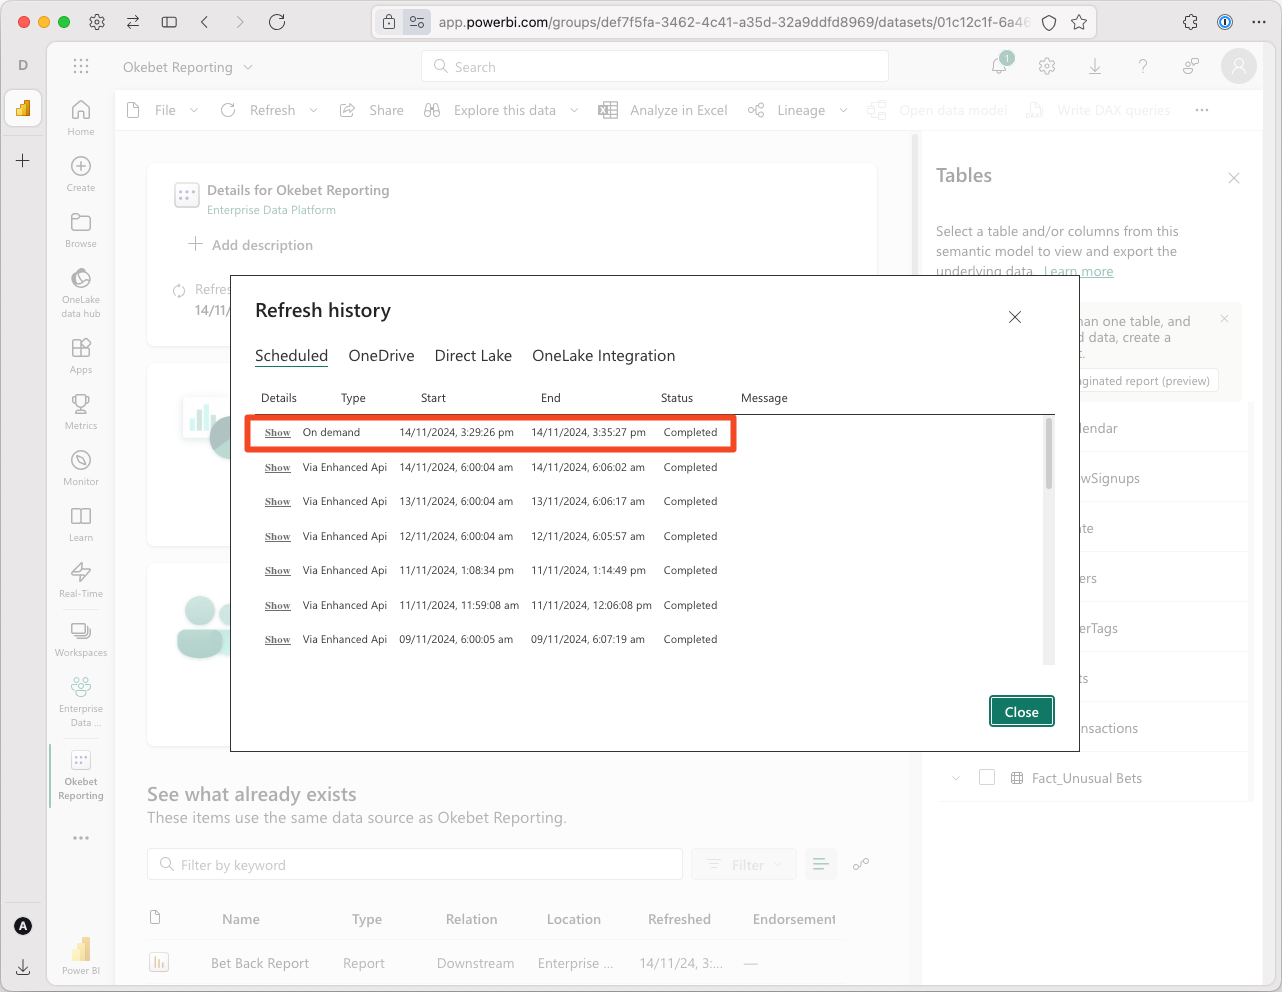 app.powerbi.com/groups/def7f5fa-3462-4c41-a35d-32a9ddfd8969/datasets/01c12c1f-6a46
D
Okebet Reporting
Search
1
File
Refresh
Share
Explore this data
Analyze in Excel
Lineage
Open data model
Write DAX queries
Home
Create
Browse
OneLake
data hub
Apps
Metrics
Monitor
Learn
Real-Time
Workspaces
Enterprise
Data ...
Okebet
Reporting
Power BI
A
Details for Okebet Reporting
Enterprise Data Platform
Add description
Refre
14/11/
Tables
Select a table and/or columns from this
semantic model to view and export the
underlying data. Learn more
an one table, and
d data, create a
t.
aginated report (preview)
endar
wSignups
te
ers
erTags
ts
nsactions
Fact_Unusual Bets
Refresh history
Scheduled OneDrive Direct Lake OneLake Integration
Details Type Start End Status Message
Show On demand 14/11/2024, 3:29:26 pm 14/11/2024, 3:35:27 pm Completed
Show Via Enhanced Api 14/11/2024, 6:00:04 am 14/11/2024, 6:06:02 am Completed
Show Via Enhanced Api 13/11/2024, 6:00:04 am 13/11/2024, 6:06:17 am Completed
Show Via Enhanced Api 12/11/2024, 6:00:04 am 12/11/2024, 6:05:57 am Completed
Show Via Enhanced Api 11/11/2024, 1:08:34 pm 11/11/2024, 1:14:49 pm Completed
Show Via Enhanced Api 11/11/2024, 11:59:08 am 11/11/2024, 12:06:08 pm Completed
Show Via Enhanced Api 09/11/2024, 6:00:05 am 09/11/2024, 6:07:19 am Completed
Close
See what already exists
These items use the same data source as Okebet Reporting.
Filter by keyword
Filter
Name Type Relation Location Refreshed Endorsement
Bet Back Report Report Downstream Enterprise ... 14/11/24, 3:... —